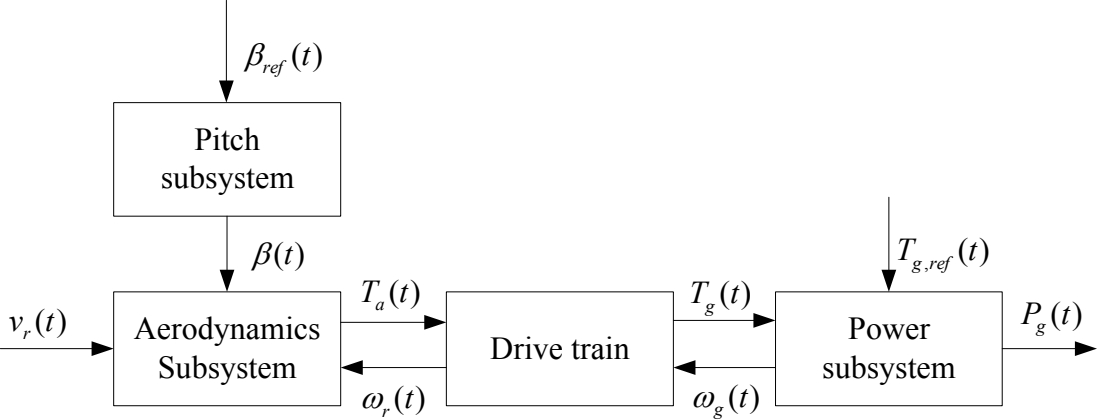 β_ref(t)
Pitch
subsystem
β(t)
T_g,ref(t)
v_r(t)
Aerodynamics
Subsystem
T_a(t)
ω_r(t)
Drive train
T_g(t)
ω_g(t)
Power
subsystem
P_g(t)